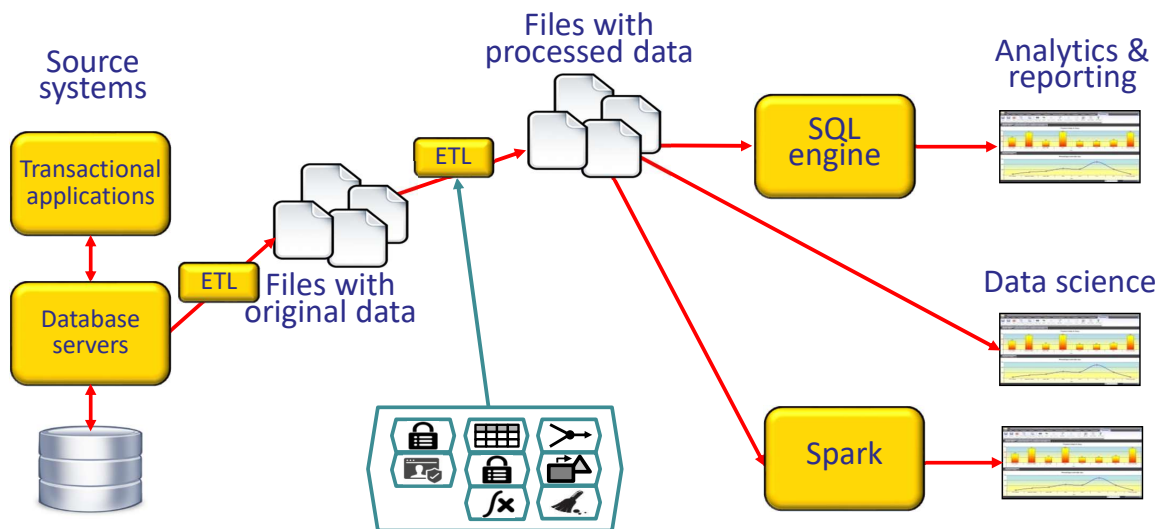 Source
systems
Transactional
applications
Database
servers
ETL
Files with
original data
ETL
Files with
processed data
SQL
engine
Analytics &
reporting
Data science
Spark
ƒx